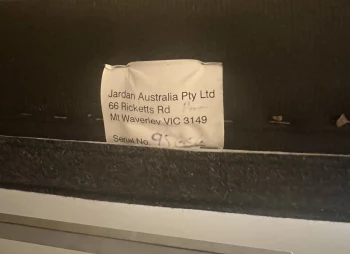 Jardan Australia Pty Ltd
66 Ricketts Rd
Mt Waverley VIC 3149
Serial No.